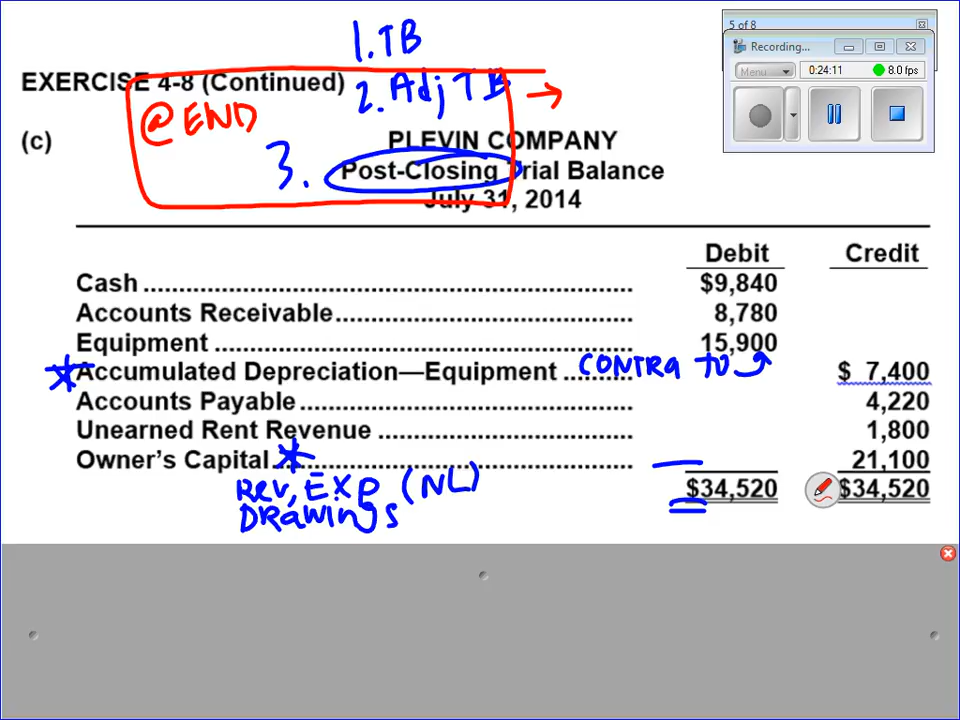 1. TB
5 of 8
Recording...
Menu
0:24:11
8.0 fps
EXERCISE 4-8 (Continued)
2. Adj TB
@ END
(c)
PLEVIN COMPANY
3.
Post-Closing Trial Balance
July 31, 2014
Debit Credit
Cash ........ $9,840
Accounts Receivable ........ 8,780
Equipment ........ 15,900
*Accumulated Depreciation—Equipment ........ CONTRA TO $ 7,400
Accounts Payable ........ 4,220
Unearned Rent Revenue ........ 1,800
Owner's Capital ........ * 21,100
Rev, Exp (NL)
$34,520 $34,520
Drawings